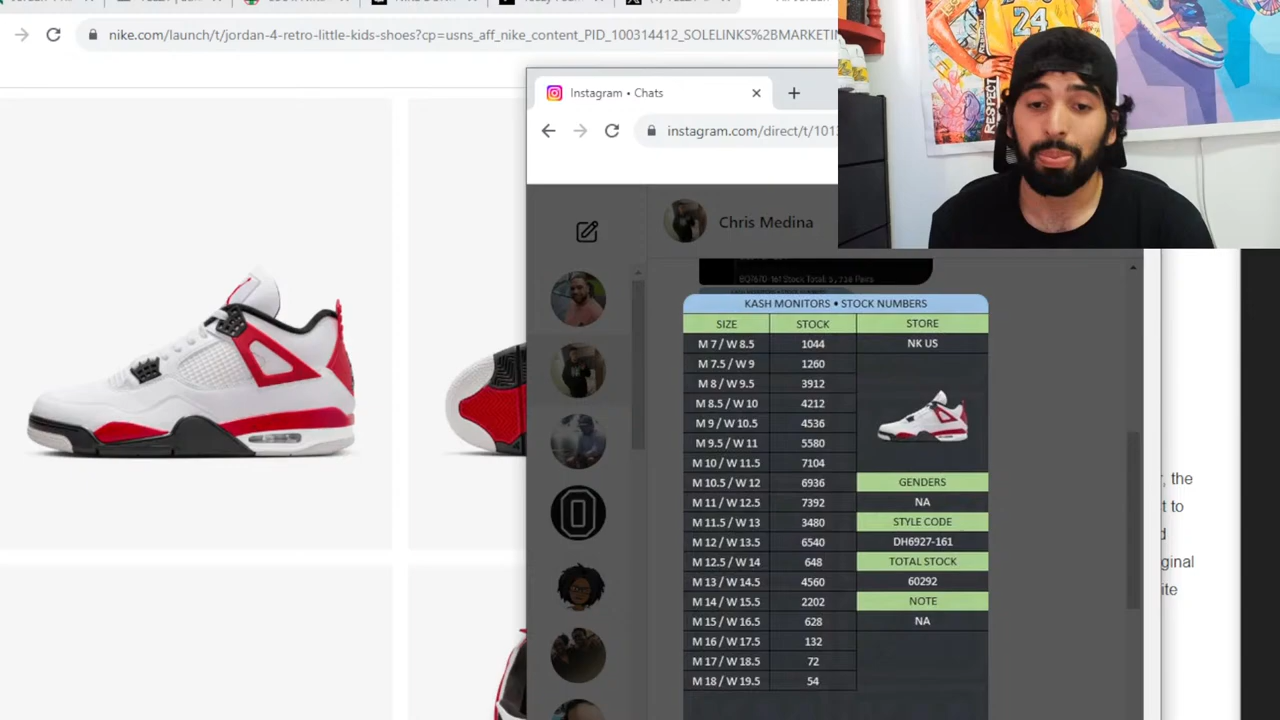 nike.com/launch/t/jordan-4-retro-little-kids-shoes?cp=usns_aff_nike_content_PID_100314412_SOLELINKS%2BMARKETIN
RESPECT
24
Instagram • Chats
instagram.com/direct/t/101
Chris Medina
KASH MONITORS • STOCK NUMBERS
SIZE STOCK STORE
M 7 / W 8.5 1044 NK US
M 7.5 / W 9 1260
M 8 / W 9.5 3912
M 8.5 / W 10 4212
M 9 / W 10.5 4536
M 9.5 / W 11 5580
M 10 / W 11.5 7104
M 10.5 / W 12 6936 GENDERS
M 11 / W 12.5 7392 NA
M 11.5 / W 13 3480 STYLE CODE
M 12 / W 13.5 6540 DH6927-161
M 12.5 / W 14 648 TOTAL STOCK
M 13 / W 14.5 4560 60292
M 14 / W 15.5 2202 NOTE
M 15 / W 16.5 628 NA
M 16 / W 17.5 132
M 17 / W 18.5 72
M 18 / W 19.5 54
, the
t to
d
ginal
ite